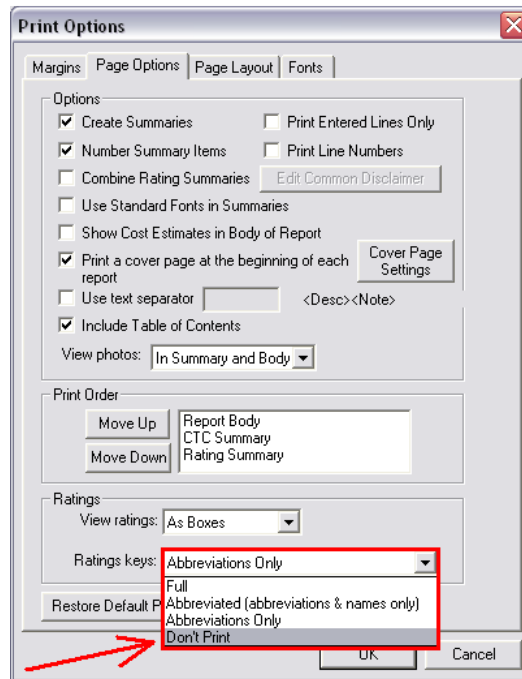 Print Options
Margins Page Options Page Layout Fonts
Options
Create Summaries Print Entered Lines Only
Number Summary Items Print Line Numbers
Combine Rating Summaries Edit Common Disclaimer
Use Standard Fonts in Summaries
Show Cost Estimates in Body of Report
Print a cover page at the beginning of each report Cover Page Settings
Use text separator <Desc><Note>
Include Table of Contents
View photos: In Summary and Body
Print Order
Move Up Report Body
CTC Summary
Move Down Rating Summary
Ratings
View ratings: As Boxes
Ratings keys: Abbreviations Only
Full
Abbreviated (abbreviations & names only)
Restore Default P Abbreviations Only
Don't Print
OK Cancel